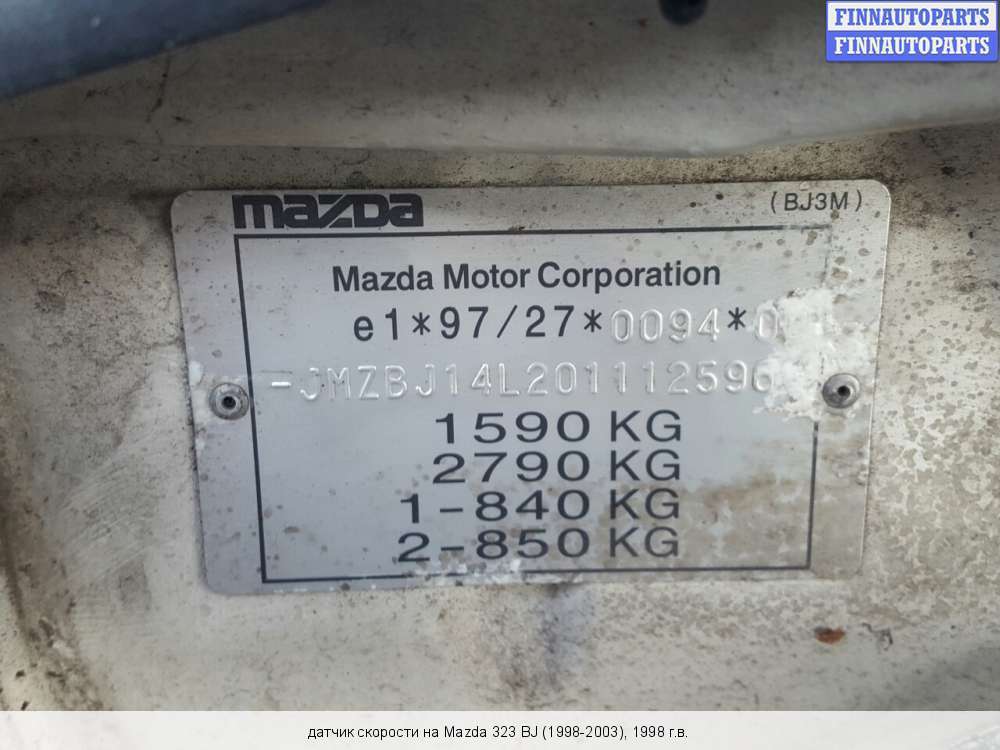 FINNAUTOPARTS
FINNAUTOPARTS
mazda (BJ3M)
Mazda Motor Corporation
e1*97/27*0094*0
-JMZBJ14L201112596
1590 KG
2790 KG
1-840 KG
2-850 KG
датчик скорости на Mazda 323 BJ (1998-2003), 1998 г.в.